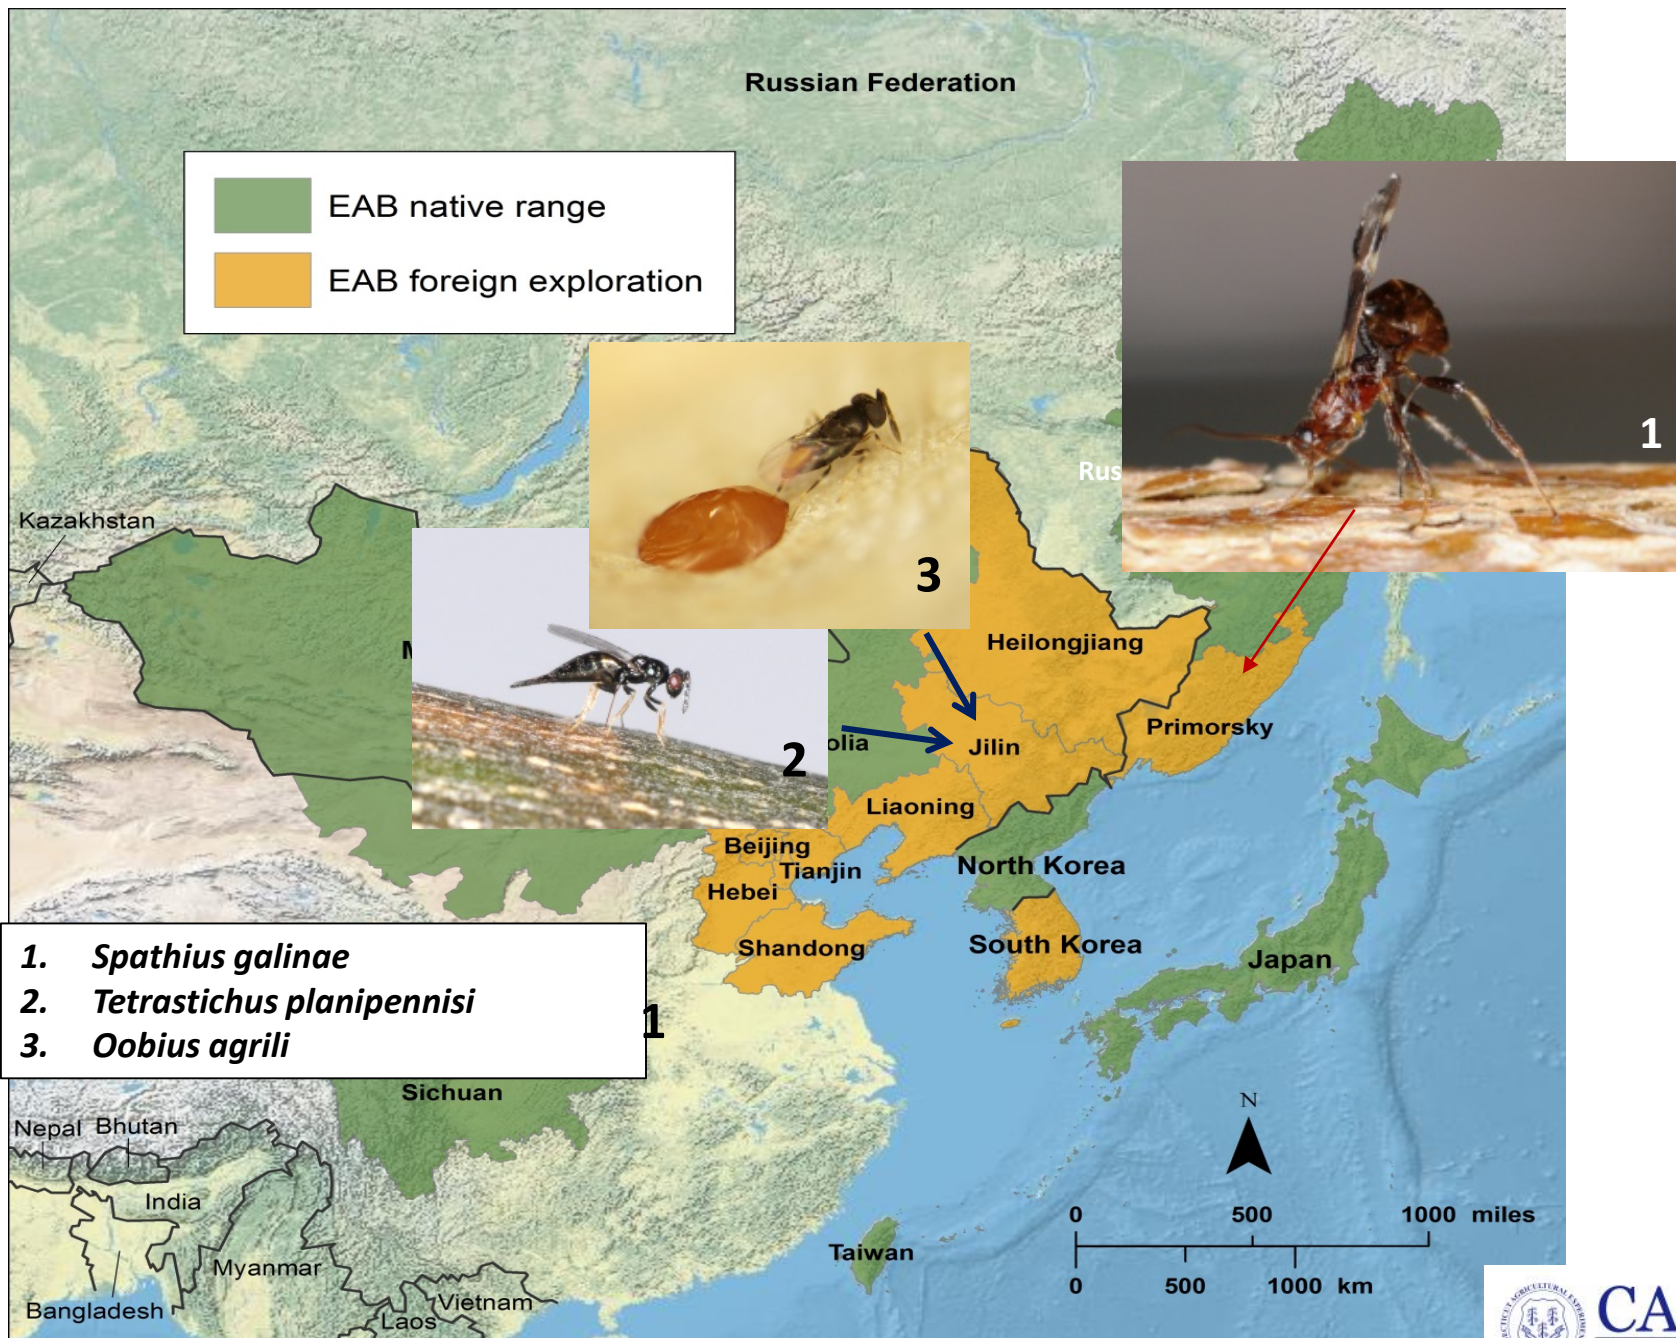 Russian Federation
EAB native range
EAB foreign exploration
1
Rus
3
Kazakhstan
Heilongjiang
M
2
olia
Jilin
Primorsky
Liaoning
Beijing
Tianjin
North Korea
Hebei
Shandong
South Korea
Japan
1. Spathius galinae
2. Tetrastichus planipennisi
3. Oobius agrili
1
Sichuan
Nepal
Bhutan
India
N
0 500 1000 miles
0 500 1000 km
Taiwan
Myanmar
Vietnam
Bangladesh
Laos
CA